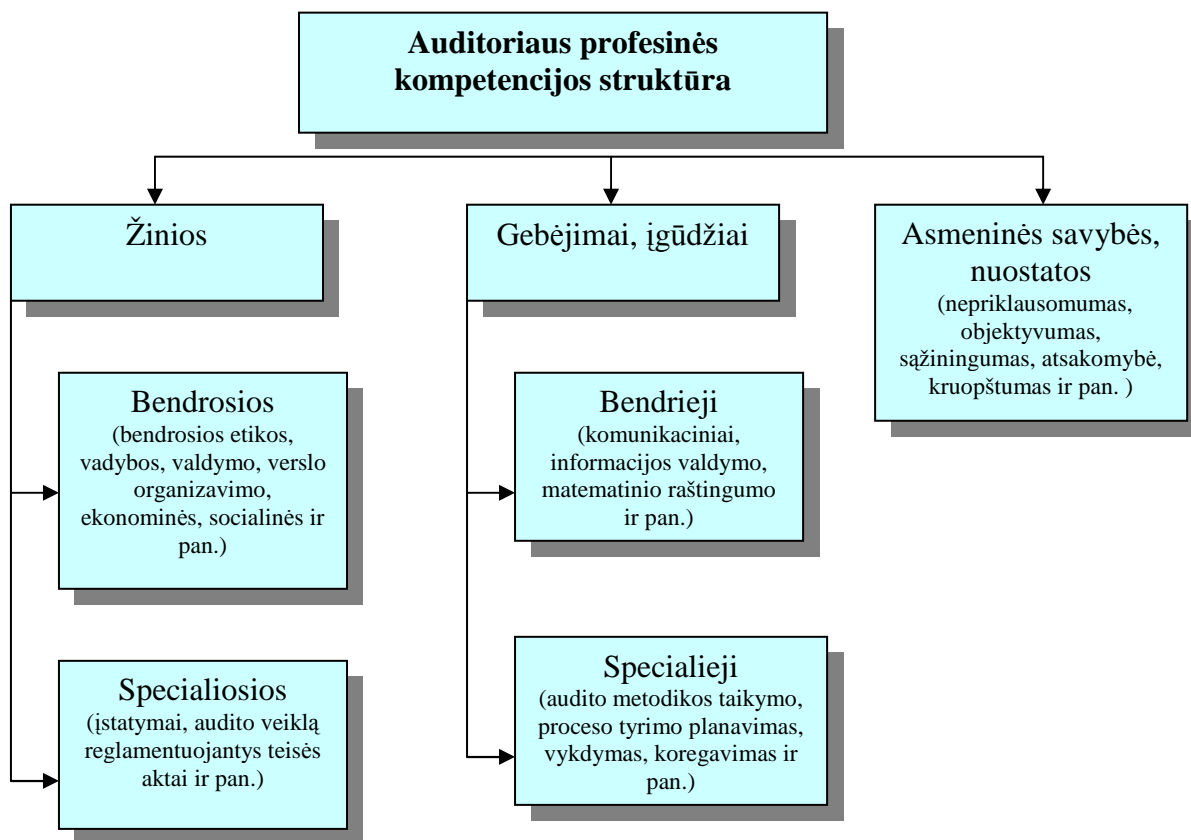 Auditoriaus profesinės
kompetencijos struktūra
Žinios
Gebėjimai, įgūdžiai
Asmeninės savybės,
nuostatos
(nepriklausomumas,
objektyvumas,
sąžiningumas, atsakomybė,
kruopštumas ir pan. )
Bendrosios
(bendrosios etikos,
vadybos, valdymo, verslo
organizavimo,
ekonominės, socialinės ir
pan.)
Bendrieji
(komunikaciniai,
informacijos valdymo,
matematinio raštingumo
ir pan.)
Specialiosios
(įstatymai, audito veiklą
reglamentuojantys teisės
aktai ir pan.)
Specialieji
(audito metodikos taikymo,
proceso tyrimo planavimas,
vykdymas, koregavimas ir
pan.)